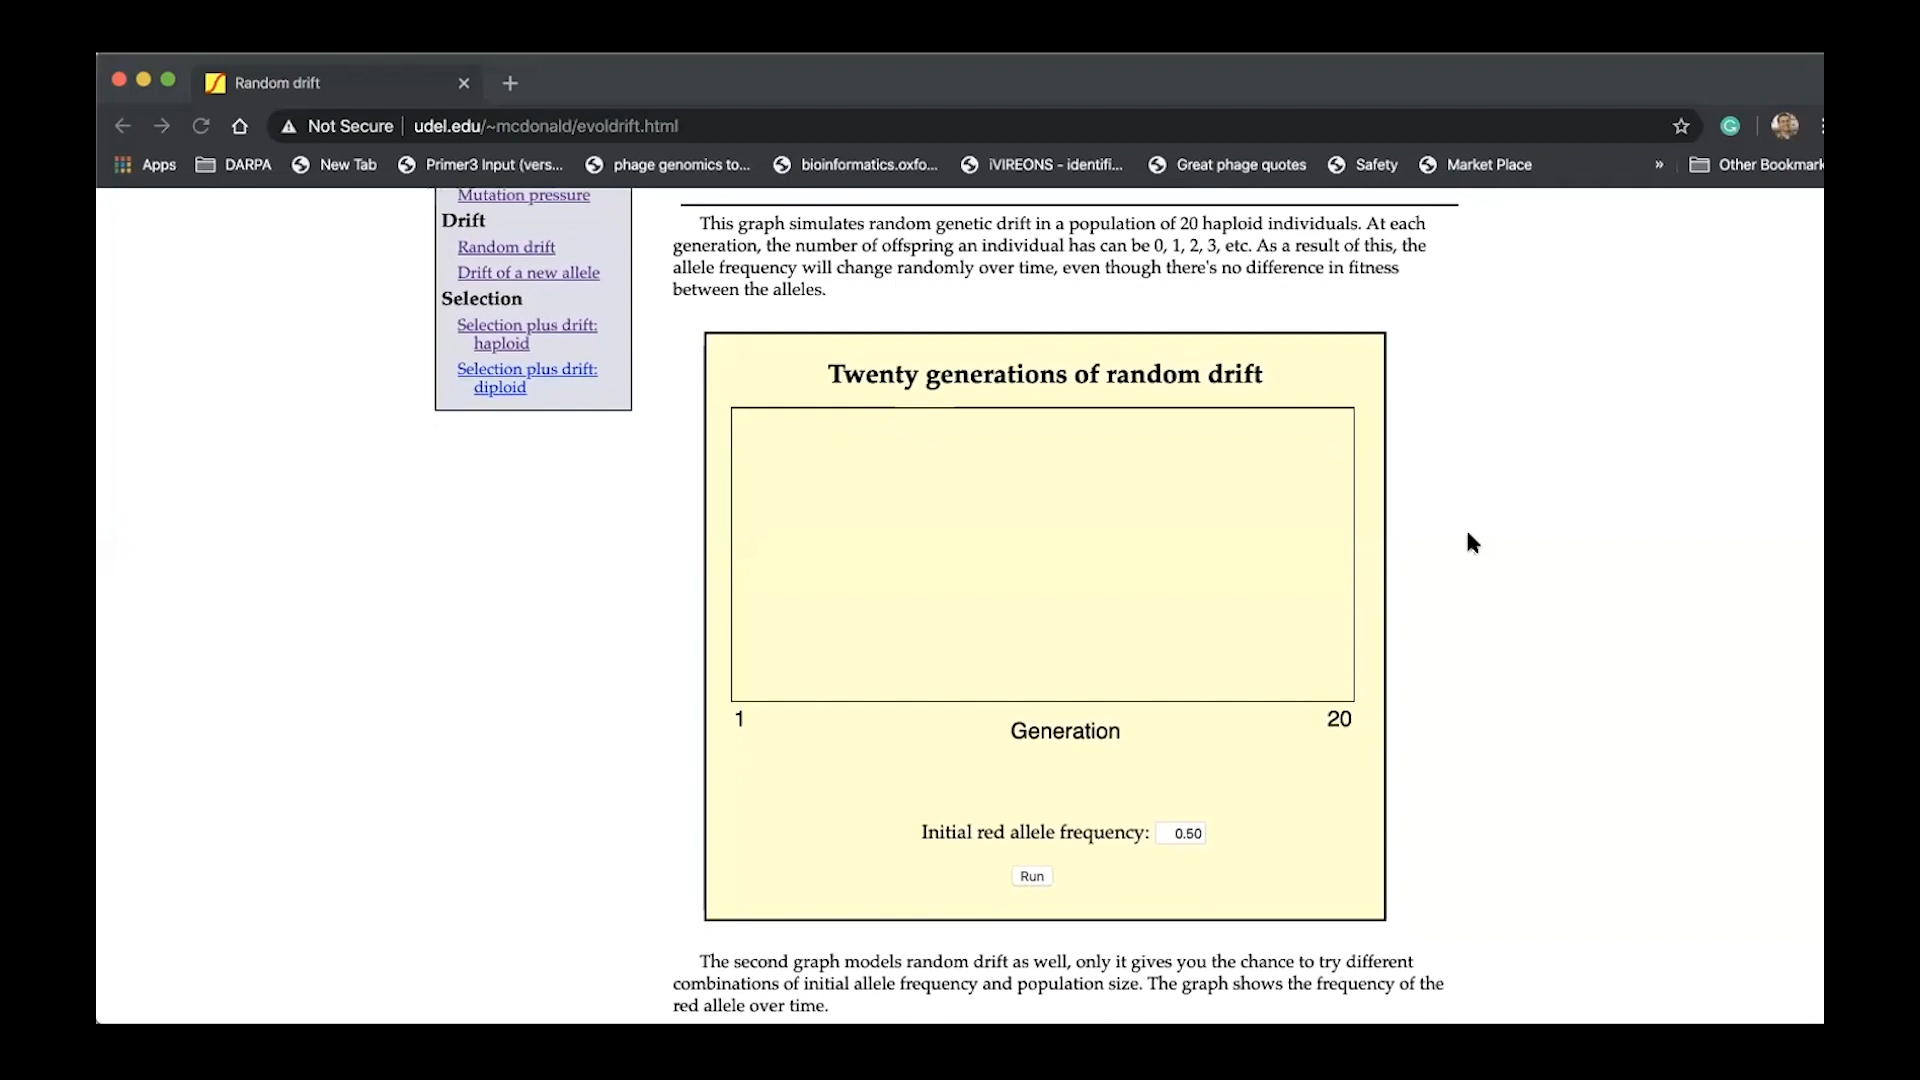 Random drift
Not Secure udel.edu/~mcdonald/evoldrift.html
Apps DARPA New Tab Primer3 Input (vers... phage genomics to... bioinformatics.oxfo... iVIREONS - identifi... Great phage quotes Safety Market Place » Other Bookmark
Mutation pressure
Drift
Random drift
Drift of a new allele
Selection
Selection plus drift:
haploid
Selection plus drift:
diploid
This graph simulates random genetic drift in a population of 20 haploid individuals. At each
generation, the number of offspring an individual has can be 0, 1, 2, 3, etc. As a result of this, the
allele frequency will change randomly over time, even though there's no difference in fitness
between the alleles.
Twenty generations of random drift
1 20
Generation
Initial red allele frequency: 0.50
Run
The second graph models random drift as well, only it gives you the chance to try different
combinations of initial allele frequency and population size. The graph shows the frequency of the
red allele over time.